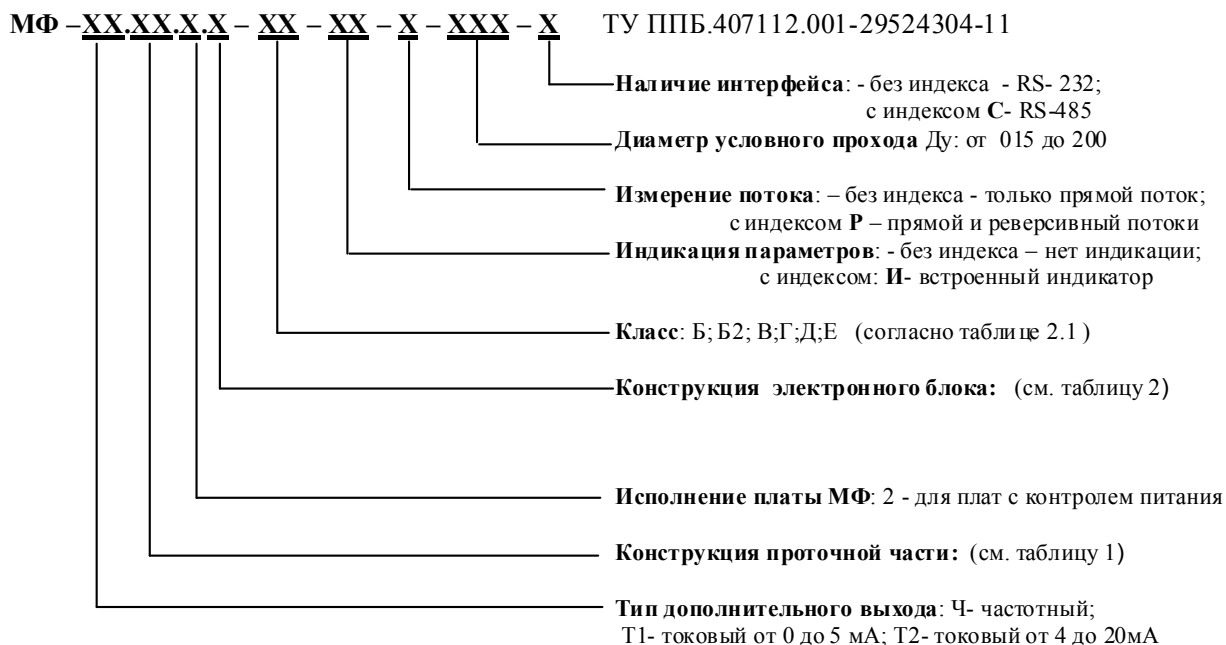 МФ –XX.XX.X.X – XX – XX – X – XXX – X ТУ ППБ.407112.001-29524304-11
Наличие интерфейса: - без индекса - RS- 232;
с индексом С- RS-485
Диаметр условного прохода Ду: от 015 до 200
Измерение потока: – без индекса - только прямой поток;
с индексом Р – прямой и реверсивный потоки
Индикация параметров: - без индекса – нет индикации;
с индексом: И- встроенный индикатор
Класс: Б; Б2; В;Г;Д;Е (согласно таблице 2.1 )
Конструкция электронного блока: (см. таблицу 2)
Исполнение платы МФ: 2 - для плат с контролем питания
Конструкция проточной части: (см. таблицу 1)
Тип дополнительного выхода: Ч- частотный;
Т1- токовый от 0 до 5 мА; Т2- токовый от 4 до 20мА